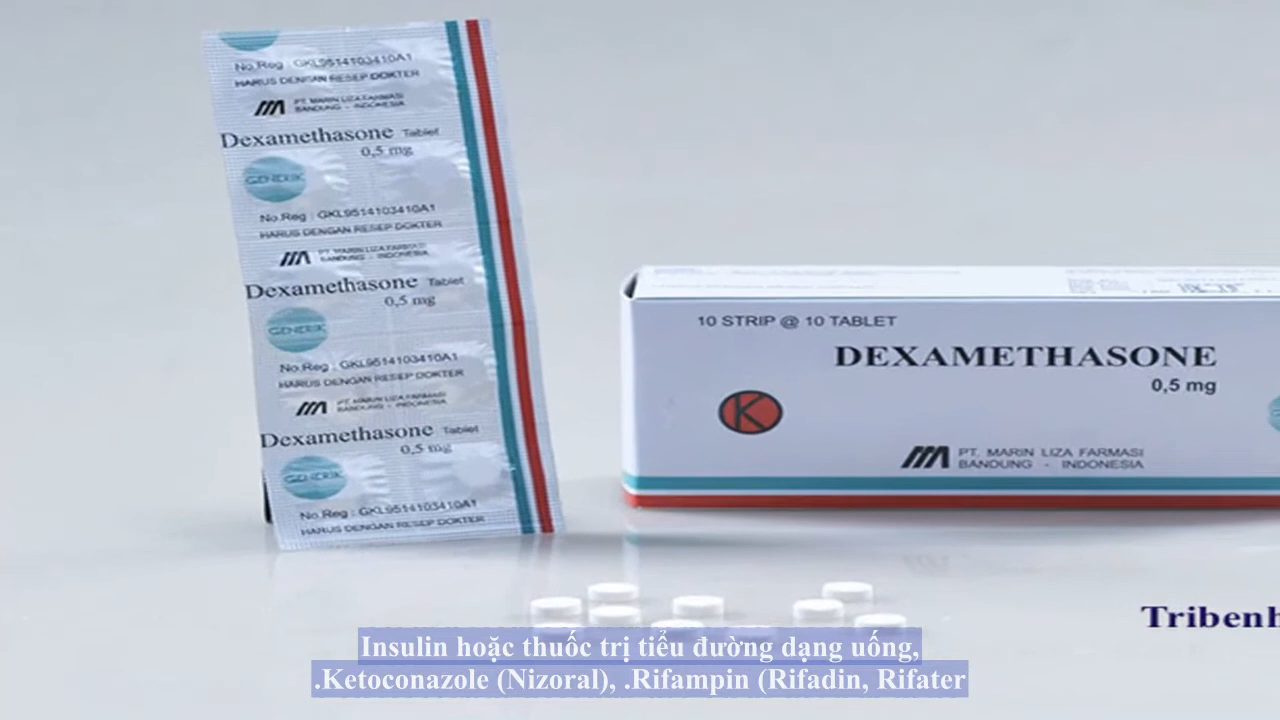 No.Reg : GKL9514103410A1
HARUS DENGAN RESEP DOKTER
PT. MARIN LIZA FARMASI
BANDUNG - INDONESIA
Dexamethasone Tablet
0,5 mg
GENERIK
No.Reg : GKL9514103410A1
HARUS DENGAN RESEP DOKTER
PT. MARIN LIZA FARMASI
BANDUNG - INDONESIA
Dexamethasone Tablet
0,5 mg
GENERIK
No.Reg : GKL9514103410A1
HARUS DENGAN RESEP DOKTER
PT. MARIN LIZA FARMASI
BANDUNG - INDONESIA
Dexamethasone Tablet
0,5 mg
GENERIK
No.Reg : GKL9514103410A1
HARUS DENGAN RESEP DOKTER
10 STRIP @ 10 TABLET
DEXAMETHASONE
0,5 mg
K
PT. MARIN LIZA FARMASI
BANDUNG - INDONESIA
Tribenh
Insulin hoặc thuốc trị tiểu đường dạng uống,
.Ketoconazole (Nizoral), .Rifampin (Rifadin, Rifater